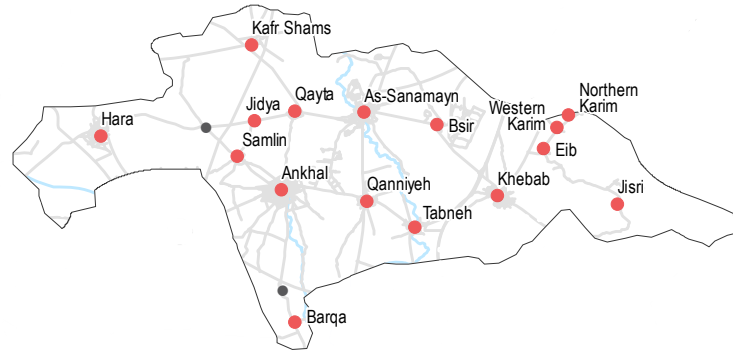 Kafr Shams
Qayta
As-Sanamayn
Northern
Karim
Western
Karim
Hara
Jidya
Bsir
Samlin
Eib
Ankhal
Qanniyeh
Khebab
Jisri
Tabneh
Barqa